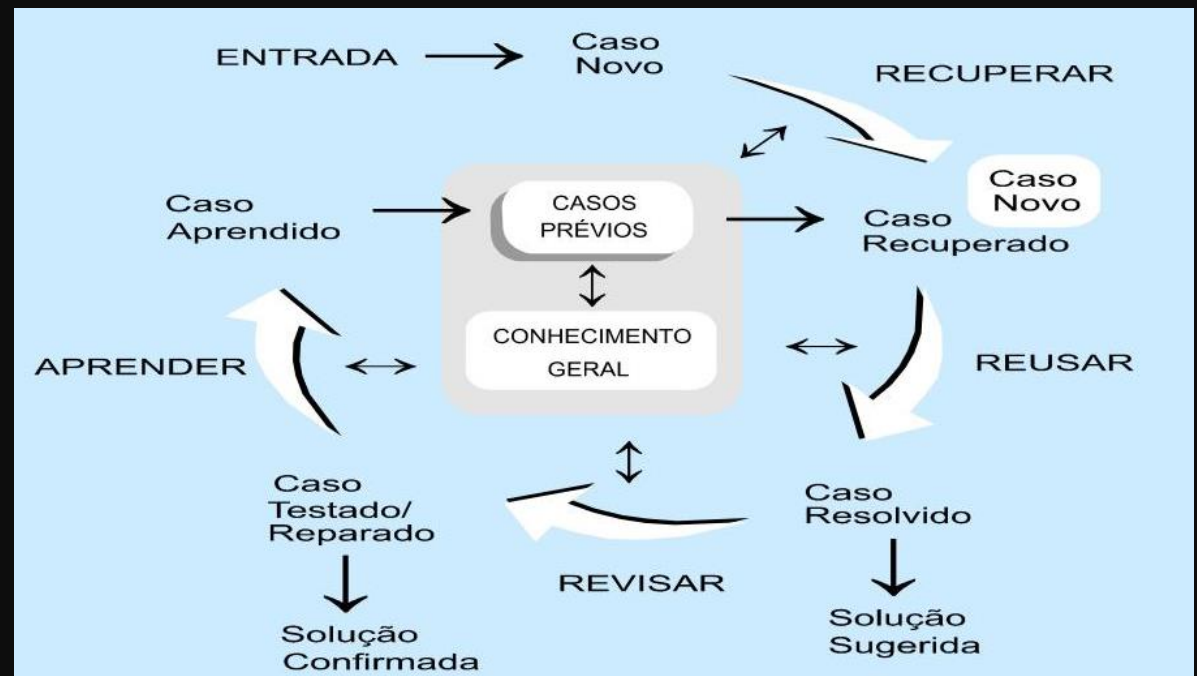 ENTRADA
Caso
Novo
RECUPERAR
Caso
Novo
Caso
Recuperado
Caso
Aprendido
CASOS
PRÉVIOS
CONHECIMENTO
GERAL
APRENDER
REUSAR
Caso
Testado/
Reparado
Caso
Resolvido
REVISAR
Solução
Confirmada
Solução
Sugerida